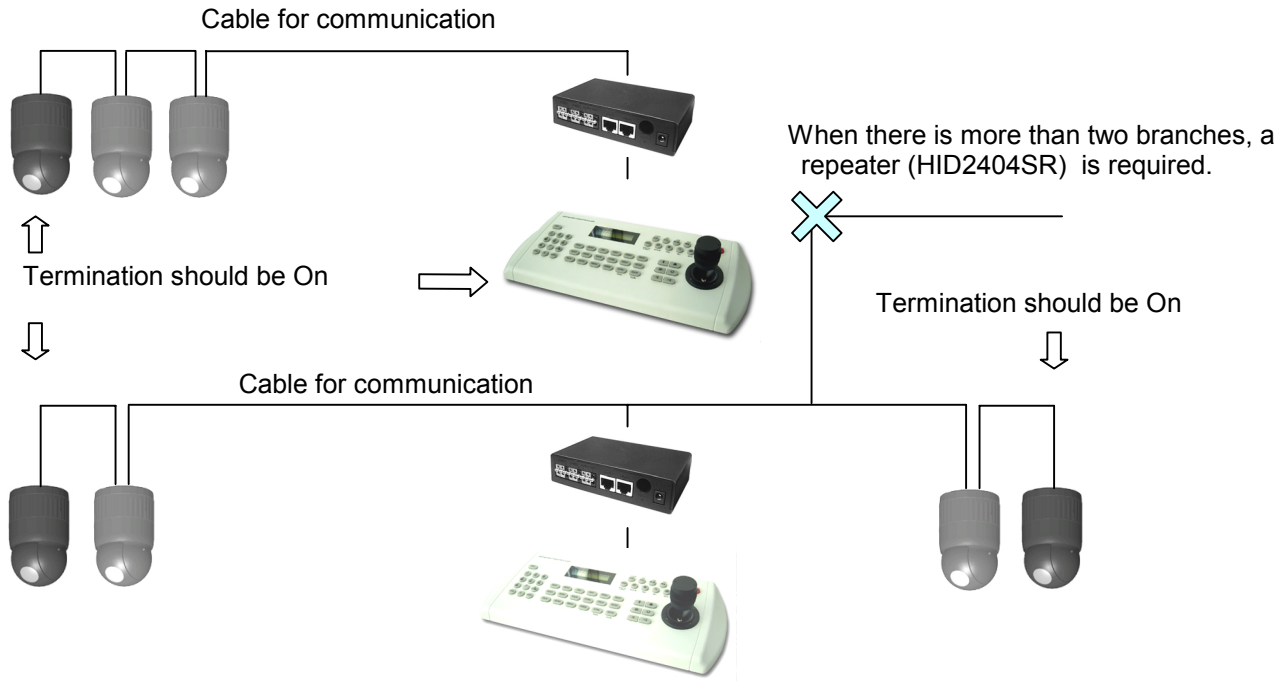 Cable for communication
When there is more than two branches, a
repeater (HID2404SR) is required.
Termination should be On
Termination should be On
Cable for communication